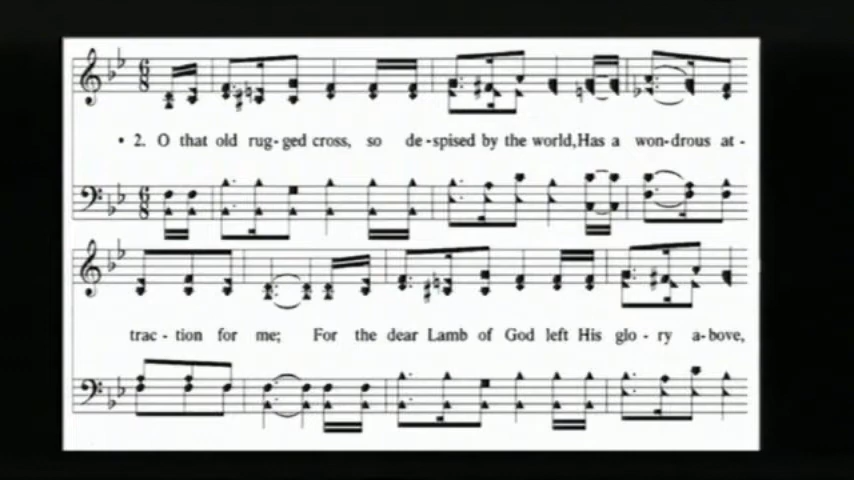 • 2. O that old rug-ged cross, so de-spised by the world, Has a won-drous at-
trac-tion for me; For the dear Lamb of God left His glo-ry a-bove,